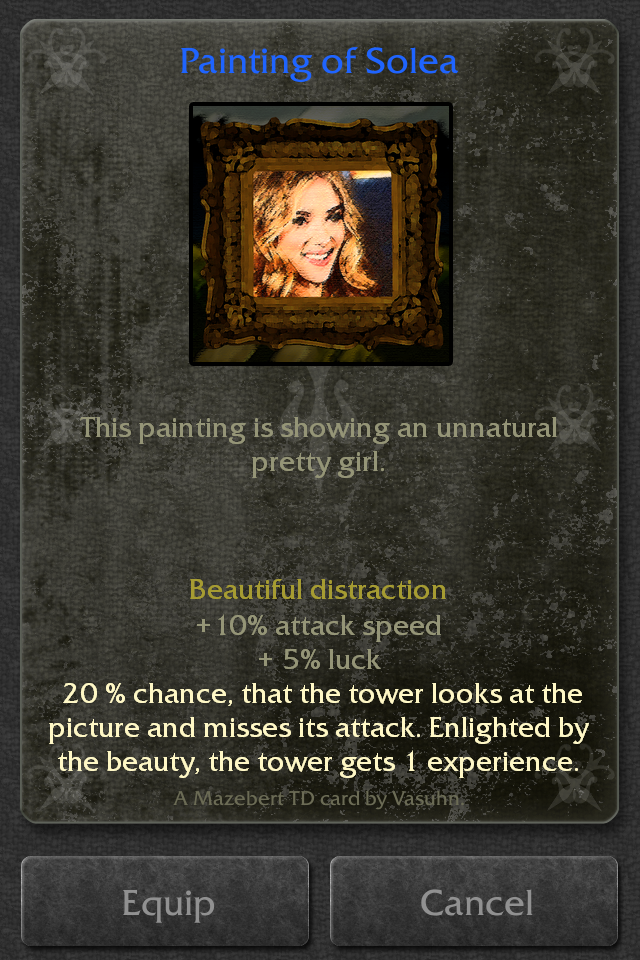 Painting of Solea
This painting is showing an unnatural
pretty girl.
Beautiful distraction
+10% attack speed
+ 5% luck
20 % chance, that the tower looks at the
picture and misses its attack. Enlighted by
the beauty, the tower gets 1 experience.
A Mazebert TD card by Vasuhn.
Equip
Cancel